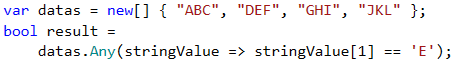 var datas = new[] { "ABC", "DEF", "GHI", "JKL" };
bool result =
    datas.Any(stringValue => stringValue[1] == 'E');